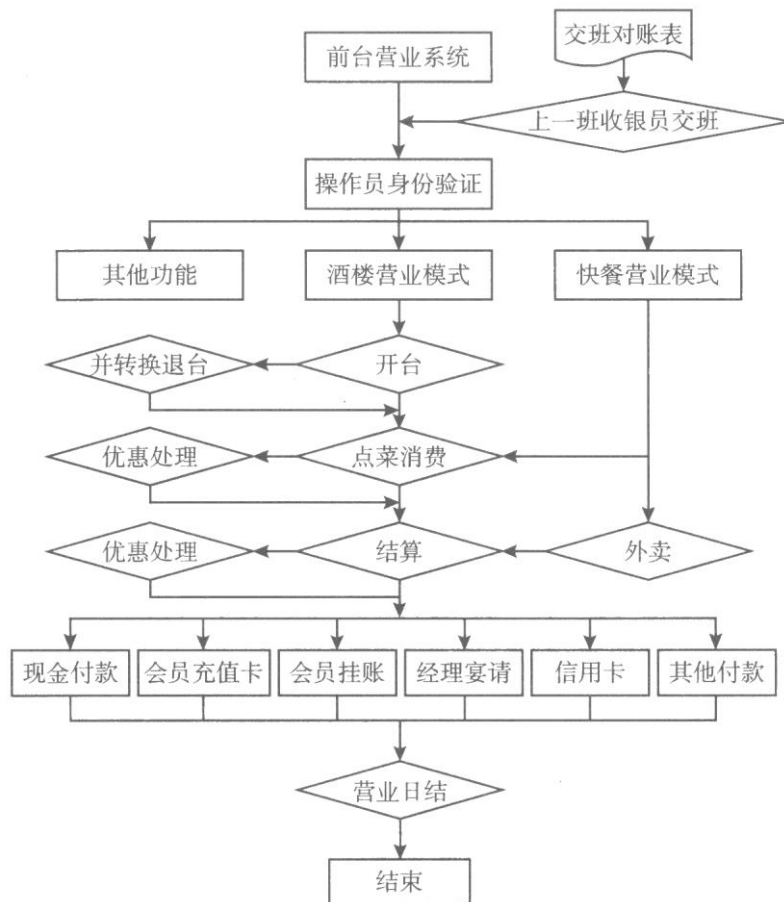 前台营业系统
交班对账表
上一班收银员交班
操作员身份验证
其他功能
酒楼营业模式
快餐营业模式
并转换退台
开台
优惠处理
点菜消费
优惠处理
结算
外卖
现金付款
会员充值卡
会员挂账
经理宴请
信用卡
其他付款
营业日结
结束